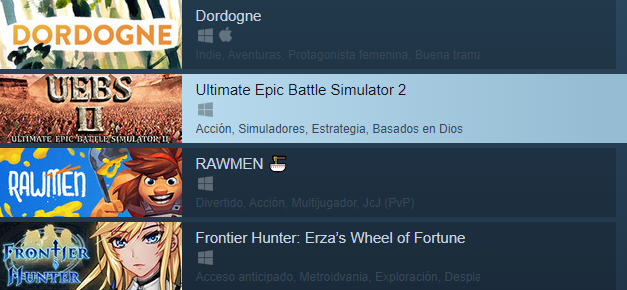 DORDOGNE
Dordogne
Indie, Aventuras, Protagonista femenina, Buena trama
UEBS
II
ULTIMATE EPIC BATTLE SIMULATOR II
Ultimate Epic Battle Simulator 2
Acción, Simuladores, Estrategia, Basados en Dios
RAWMEN
RAWMEN 🍜
Divertido, Acción, Multijugador, JcJ (PvP)
FRONTIER
HUNTER
Frontier Hunter: Erza’s Wheel of Fortune
Acceso anticipado, Metroidvania, Exploración, Despla